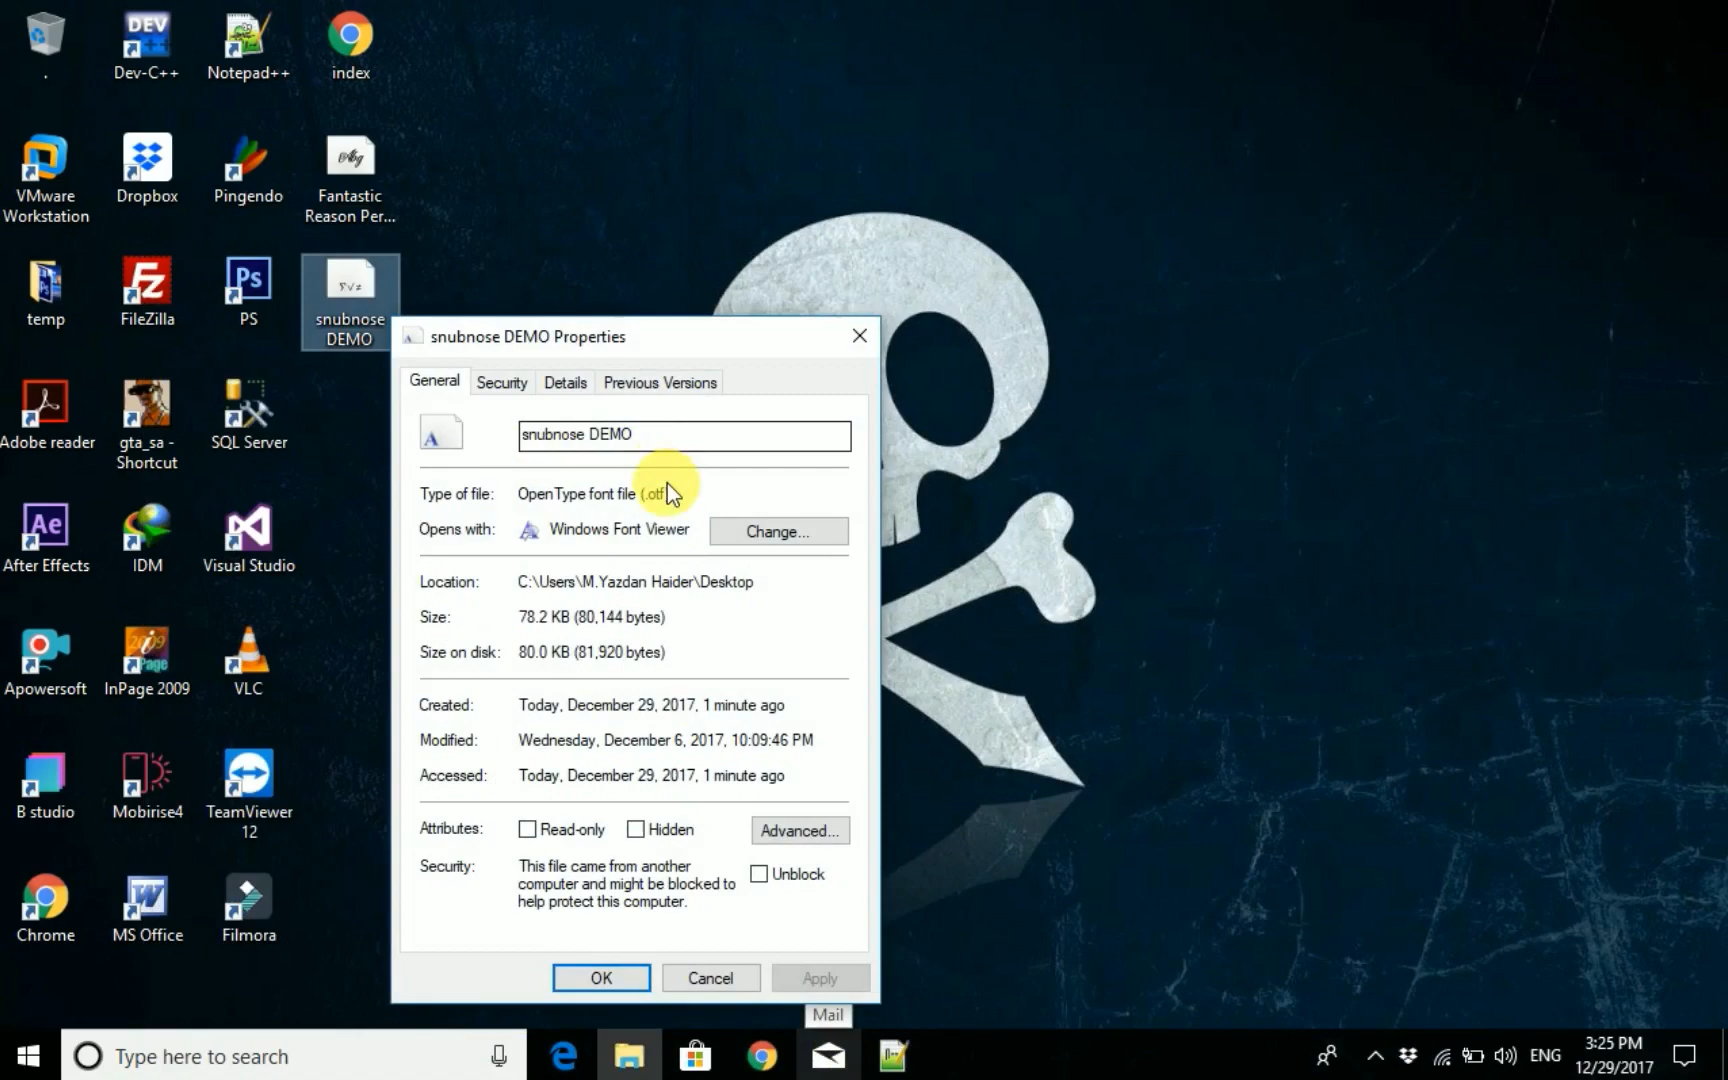 .
Dev-C++
Notepad++
index
VMware
Workstation
Dropbox
Pingendo
Fantastic
Reason Per...
temp
FileZilla
PS
snubnose
DEMO
Adobe reader
gta_sa -
Shortcut
SQL Server
After Effects
IDM
Visual Studio
Apowersoft
InPage 2009
VLC
B studio
Mobirise4
TeamViewer
12
Chrome
MS Office
Filmora
DEV
Abg
Fz
Ps
Ae
2009
Page
snubnose DEMO Properties
General
Security
Details
Previous Versions
A
snubnose DEMO
Type of file:
OpenType font file (.otf
Opens with:
Windows Font Viewer
Change...
Location:
C:\Users\M.Yazdan Haider\Desktop
Size:
78.2 KB (80,144 bytes)
Size on disk:
80.0 KB (81,920 bytes)
Created:
Today, December 29, 2017, 1 minute ago
Modified:
Wednesday, December 6, 2017, 10:09:46 PM
Accessed:
Today, December 29, 2017, 1 minute ago
Attributes:
Read-only
Hidden
Advanced...
Security:
This file came from another
computer and might be blocked to
help protect this computer.
Unblock
OK
Cancel
Apply
Mail
Type here to search
ENG
3:25 PM
12/29/2017